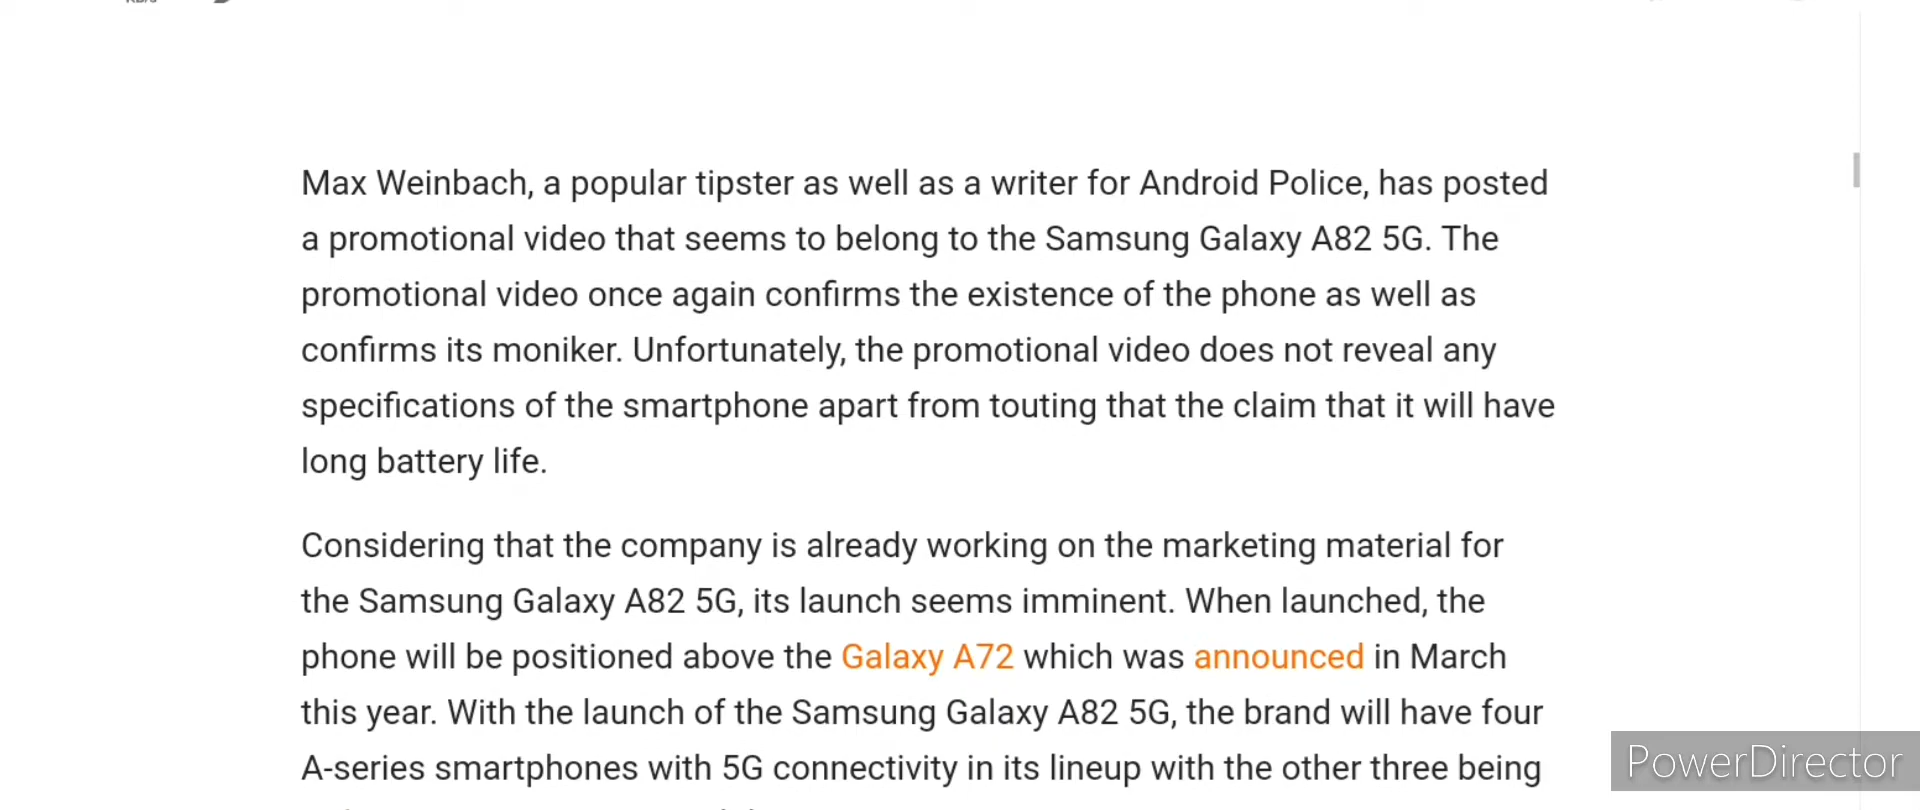 Max Weinbach, a popular tipster as well as a writer for Android Police, has posted
a promotional video that seems to belong to the Samsung Galaxy A82 5G. The
promotional video once again confirms the existence of the phone as well as
confirms its moniker. Unfortunately, the promotional video does not reveal any
specifications of the smartphone apart from touting that the claim that it will have
long battery life.
Considering that the company is already working on the marketing material for
the Samsung Galaxy A82 5G, its launch seems imminent. When launched, the
phone will be positioned above the Galaxy A72 which was announced in March
this year. With the launch of the Samsung Galaxy A82 5G, the brand will have four
A-series smartphones with 5G connectivity in its lineup with the other three being
PowerDirector